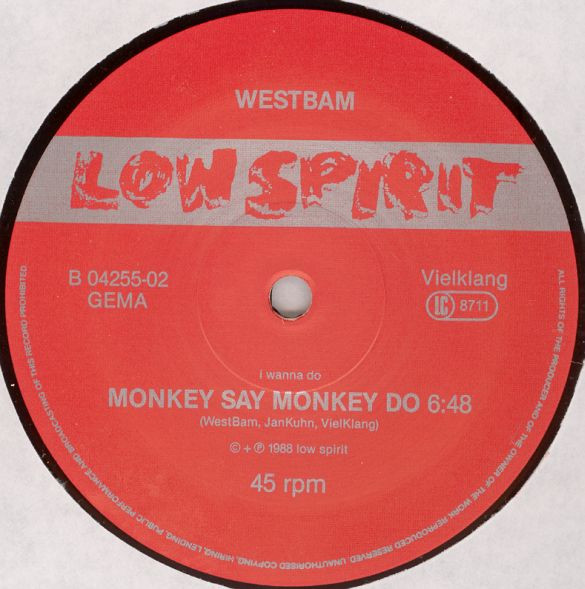 WESTBAM
LOW SPIRIT
B 04255-02
GEMA
Vielklang
LC 8711
i wanna do
MONKEY SAY MONKEY DO 6:48
(WestBam, JanKuhn, VielKlang)
© + ℗ 1988 low spirit
45 rpm
ALL RIGHTS OF THE PRODUCER AND OF THE OWNER OF THE WORK REPRODUCED RESERVED. UNAUTHORISED COPYING, HIRING, LENDING, PUBLIC PERFORMANCE AND BROADCASTING OF THIS RECORD PROHIBITED